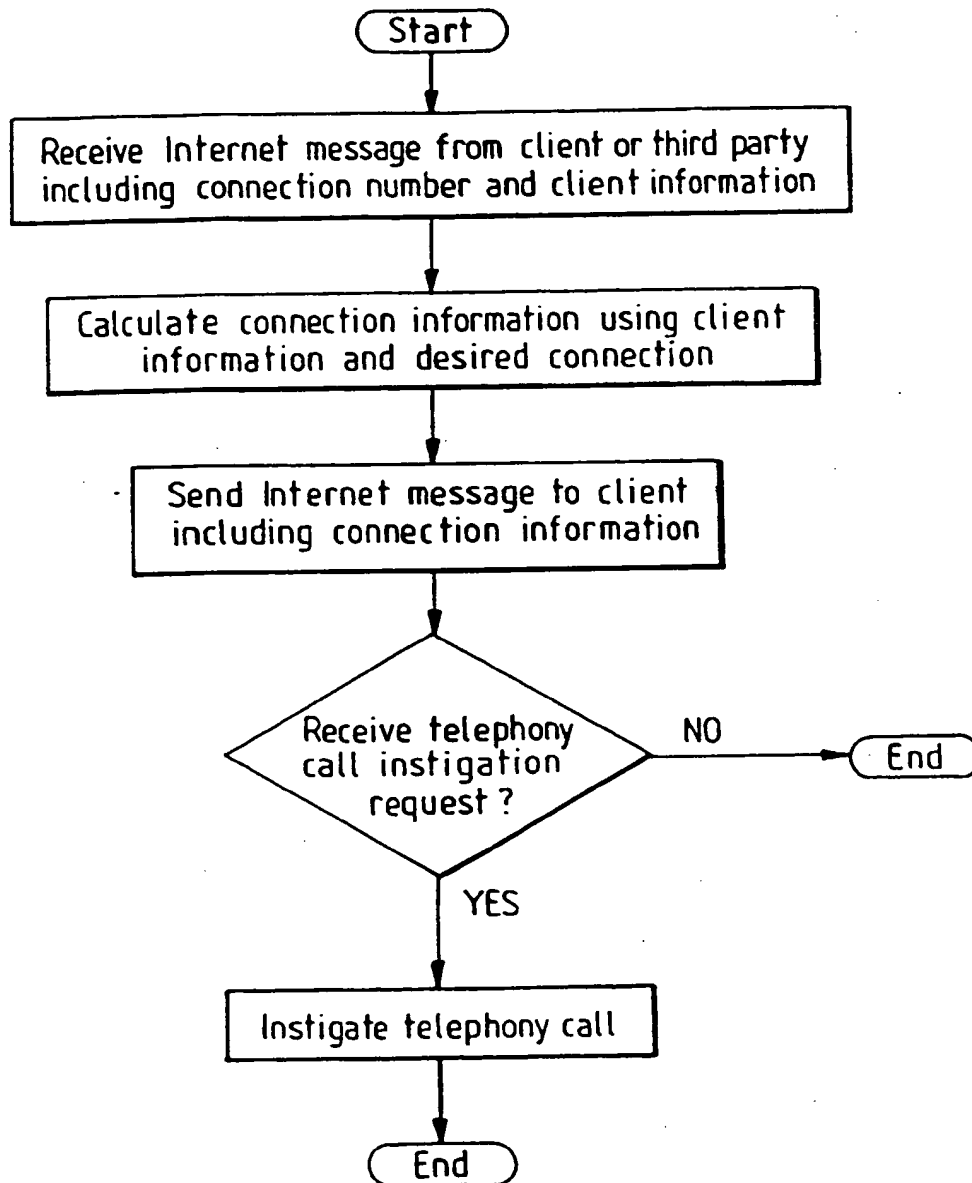 Start
Receive Internet message from client or third party
including connection number and client information
Calculate connection information using client
information and desired connection
Send Internet message to client
including connection information
Receive telephony
call instigation
request ?
NO
End
YES
Instigate telephony call
End